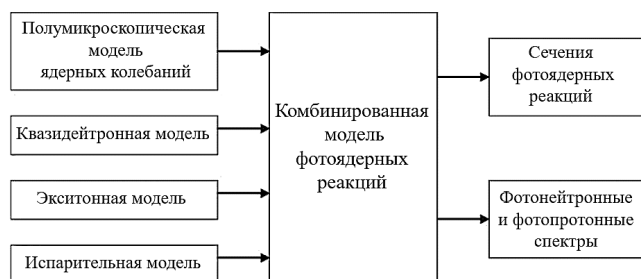 Полумикроскопическая
модель
ядерных колебаний
Квазидейтронная модель
Экситонная модель
Испарительная модель
Комбинированная
модель
фотоядерных
реакций
Сечения
фотоядерных
реакций
Фотонейтронные
и фотопротонные
спектры